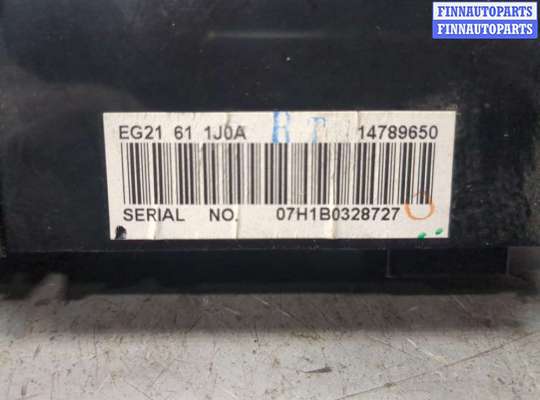 FINNAUTOPARTS
FINNAUTOPARTS
EG21 61 1J0A 14789650
SERIAL NO. 07H1B0328727